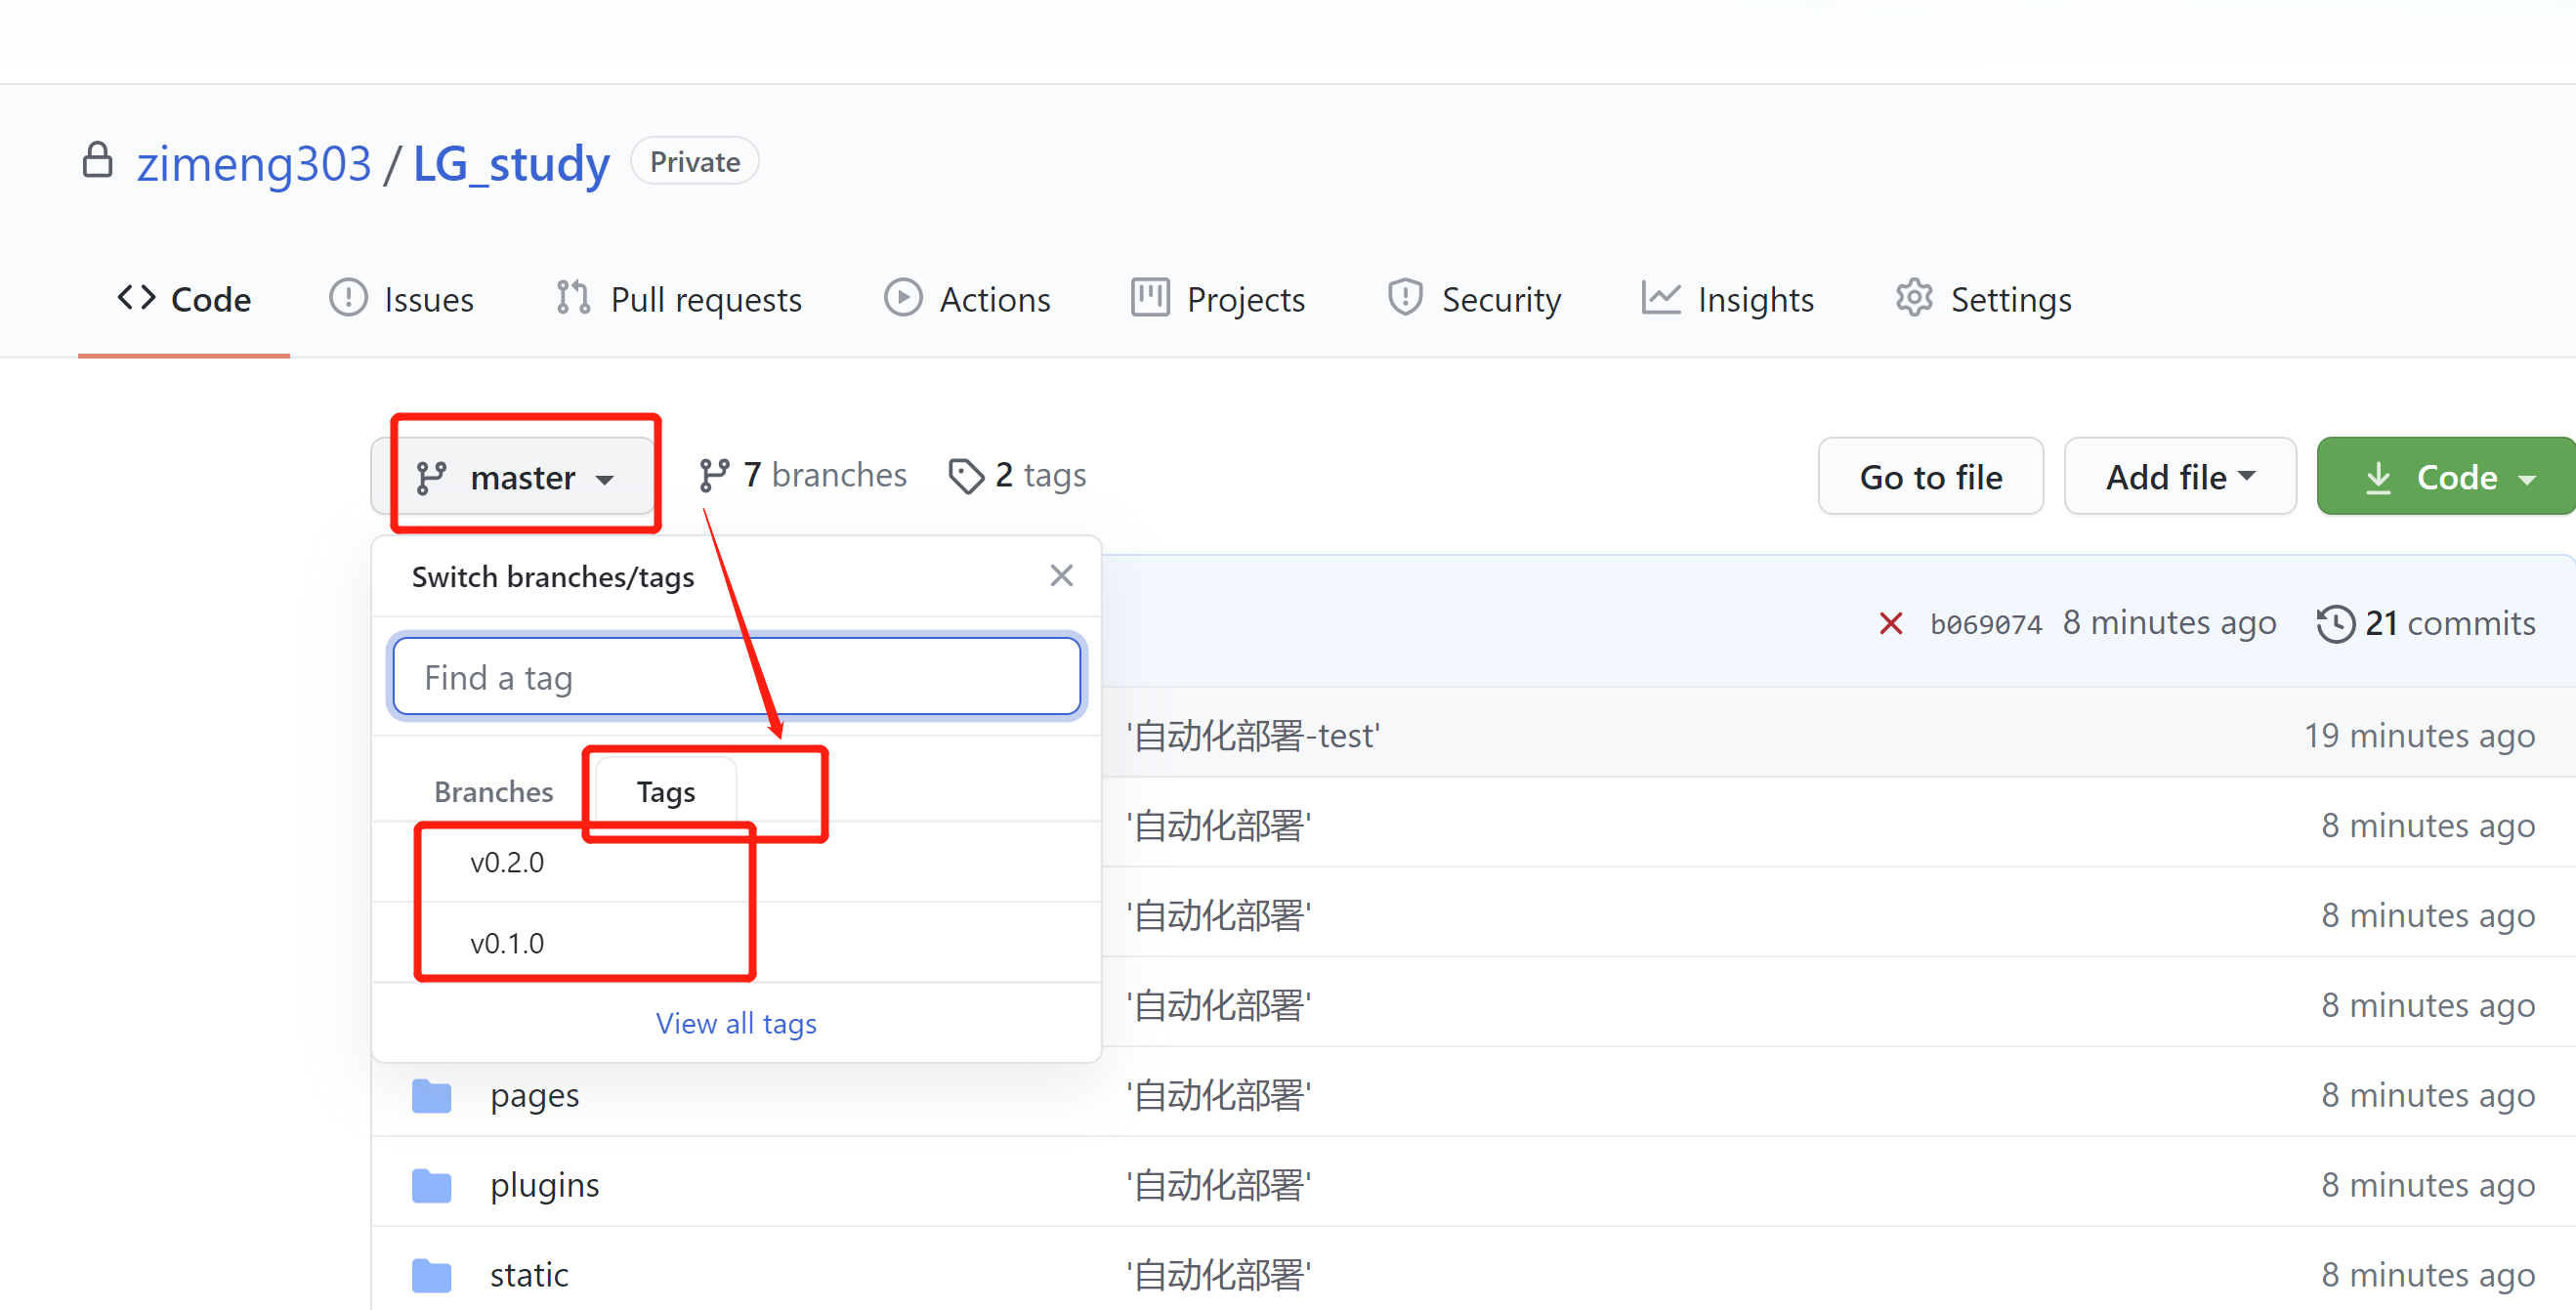 zimeng303 / LG_study Private
Code Issues Pull requests Actions Projects Security Insights Settings
master 7 branches 2 tags Go to file Add file Code
Switch branches/tags
Find a tag
Branches Tags
v0.2.0
v0.1.0
View all tags
b069074 8 minutes ago 21 commits
'自动化部署-test' 19 minutes ago
'自动化部署' 8 minutes ago
'自动化部署' 8 minutes ago
'自动化部署' 8 minutes ago
pages '自动化部署' 8 minutes ago
plugins '自动化部署' 8 minutes ago
static '自动化部署' 8 minutes ago